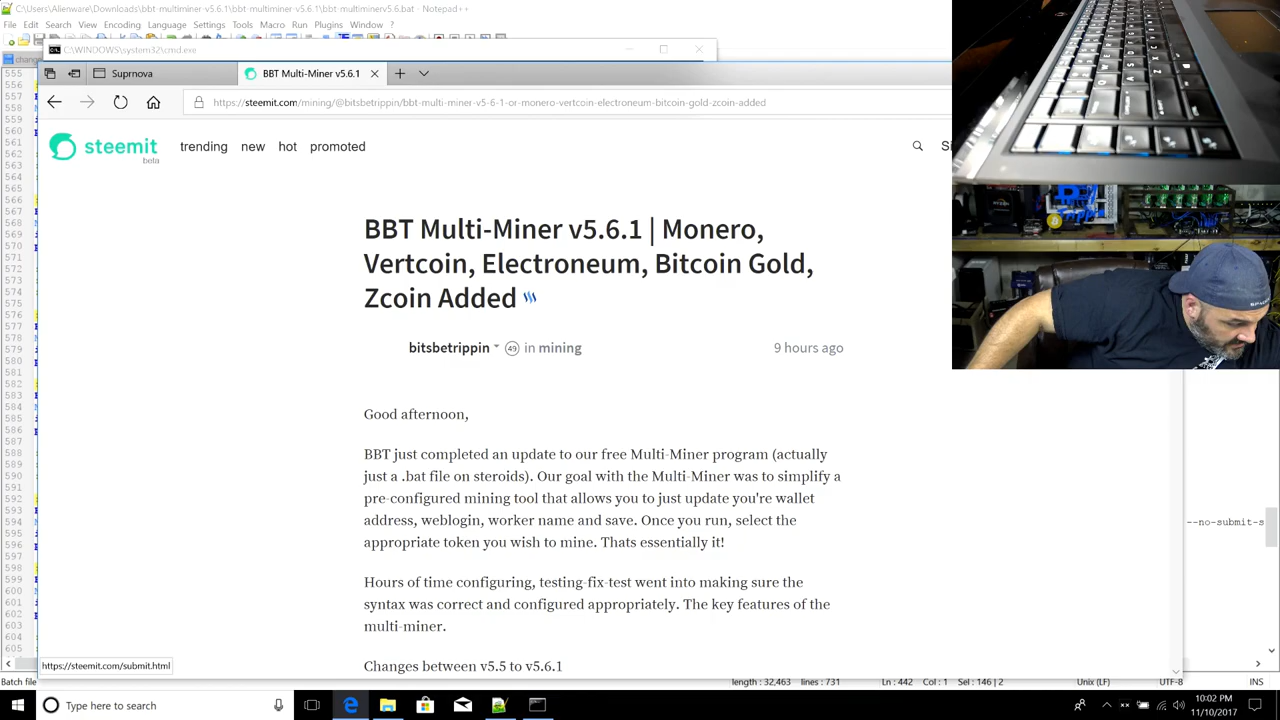 C:\Users\Alienware\Downloads\bbt-multiminer-v5.6.1\bbt-multiminer-v5.6.1\bbt-multiminerv5.6.bat - Notepad++
File Edit Search View Encoding Language Settings Tools Macro Run Plugins Window ?
C:\WINDOWS\system32\cmd.exe
Suprnova
BBT Multi-Miner v5.6.1
https://steemit.com/mining/@bitsbetrippin/bbt-multi-miner-v5-6-1-or-monero-vertcoin-electroneum-bitcoin-gold-zcoin-added
steemit
beta
trending new hot promoted
BBT Multi-Miner v5.6.1 | Monero,
Vertcoin, Electroneum, Bitcoin Gold,
Zcoin Added
bitsbetrippin 49 in mining 9 hours ago
Good afternoon,
BBT just completed an update to our free Multi-Miner program (actually
just a .bat file on steroids). Our goal with the Multi-Miner was to simplify a
pre-configured mining tool that allows you to just update you're wallet
address, weblogin, worker name and save. Once you run, select the
appropriate token you wish to mine. Thats essentially it!
--no-submit-s
Hours of time configuring, testing-fix-test went into making sure the
syntax was correct and configured appropriately. The key features of the
multi-miner.
Changes between v5.5 to v5.6.1
https://steemit.com/submit.html
Batch file length : 32,463 lines : 731 Ln : 442 Col : 1 Sel : 146 | 2 Unix (LF) UTF-8 INS
Type here to search
10:02 PM
11/10/2017